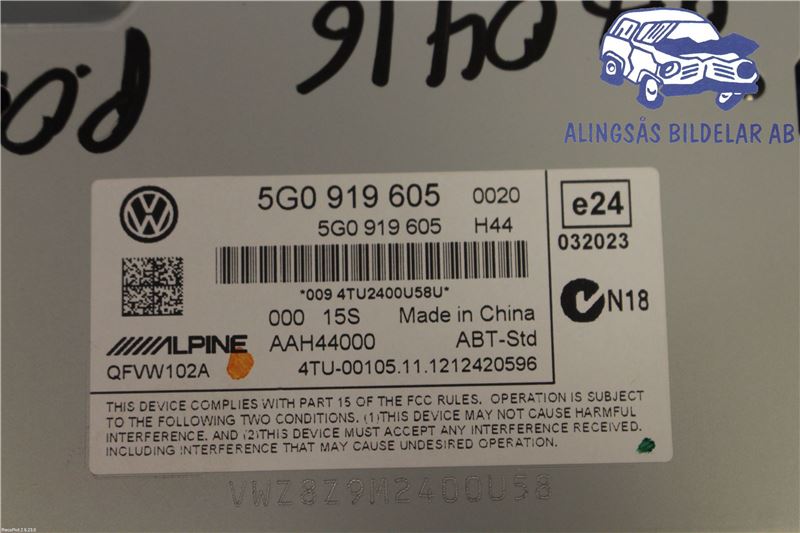 0416
P.O
ALINGSÅS BILDELAR AB
5G0 919 605 0020
5G0 919 605 H44
e24
032023
*009 4TU2400U58U*
N18
000 15S Made in China
ALPINE AAH44000 ABT-Std
QFVW102A 4TU-00105.11.1212420596
THIS DEVICE COMPLIES WITH PART 15 OF THE FCC RULES. OPERATION IS SUBJECT
TO THE FOLLOWING TWO CONDITIONS. (1)THIS DEVICE MAY NOT CAUSE HARMFUL
INTERFERENCE. AND (2)THIS DEVICE MUST ACCEPT ANY INTERFERENCE RECEIVED.
INCLUDING INTERFERENCE THAT MAY CAUSE UNDESIRED OPERATION.
VWZ8Z9M2400U58